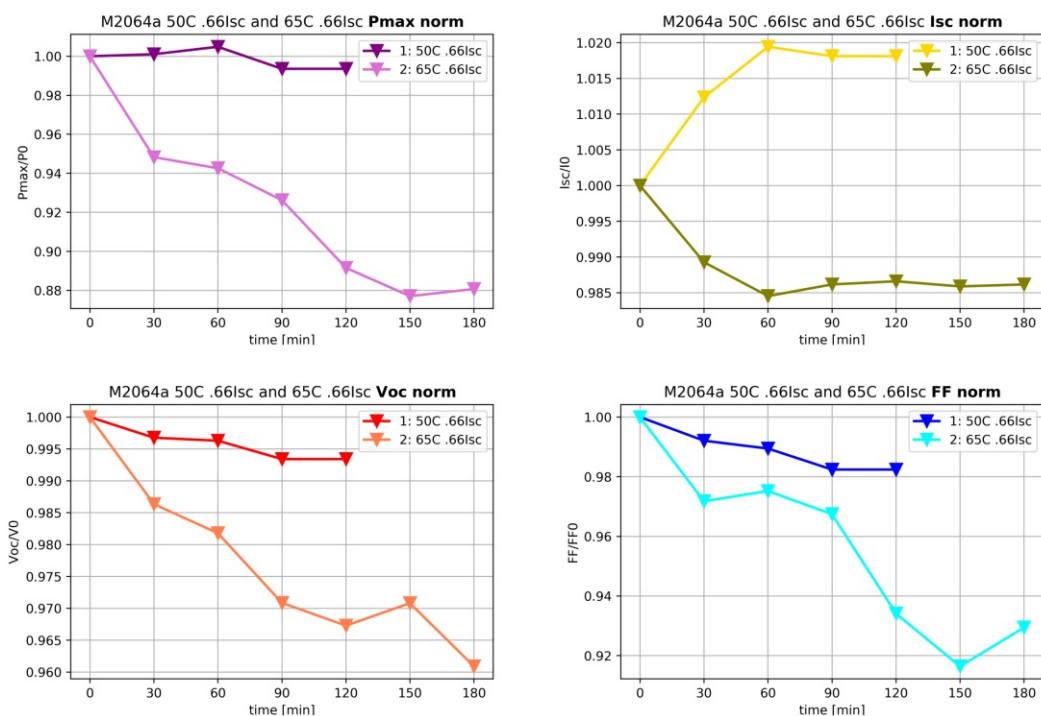 M2064a 50C .66Isc and 65C .66Isc Pmax norm
1: 50C .66Isc
2: 65C .66Isc
Pmax/P0
1.00
0.98
0.96
0.94
0.92
0.90
0.88
0 30 60 90 120 150 180
time [min]
M2064a 50C .66Isc and 65C .66Isc Isc norm
1: 50C .66Isc
2: 65C .66Isc
Isc/I0
1.020
1.015
1.010
1.005
1.000
0.995
0.990
0.985
0 30 60 90 120 150 180
time [min]
M2064a 50C .66Isc and 65C .66Isc Voc norm
1: 50C .66Isc
2: 65C .66Isc
Voc/V0
1.000
0.995
0.990
0.985
0.980
0.975
0.970
0.965
0.960
0 30 60 90 120 150 180
time [min]
M2064a 50C .66Isc and 65C .66Isc FF norm
1: 50C .66Isc
2: 65C .66Isc
FF/FF0
1.00
0.98
0.96
0.94
0.92
0 30 60 90 120 150 180
time [min]